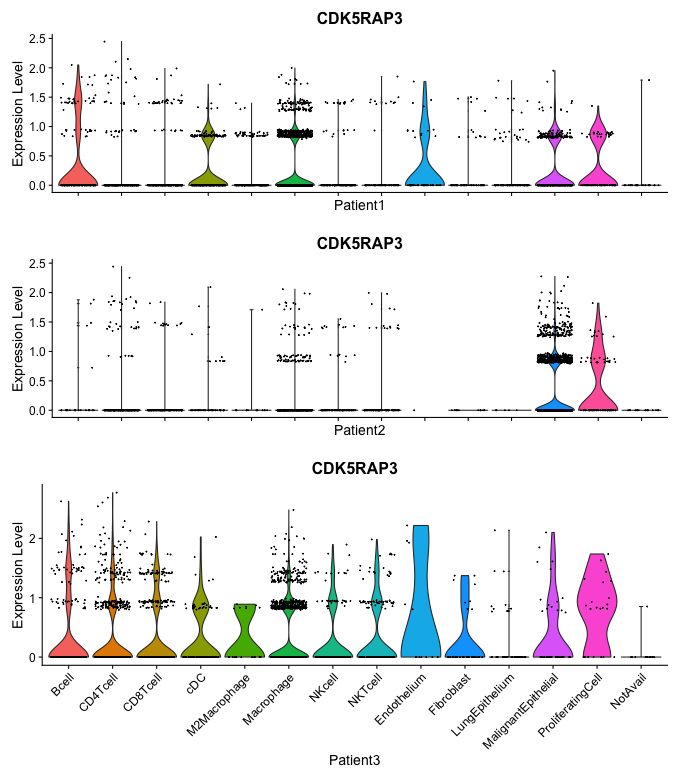 CDK5RAP3
Expression Level
2.5
2.0
1.5
1.0
0.5
0.0
Patient1
CDK5RAP3
Expression Level
2.5
2.0
1.5
1.0
0.5
0.0
Patient2
CDK5RAP3
Expression Level
2
1
0
Bcell
CD4Tcell
CD8Tcell
cDC
M2Macrophage
Macrophage
NKcell
NKTcell
Endothelium
Fibroblast
LungEpithelium
MalignantEpithelial
ProliferatingCell
NotAvail
Patient3